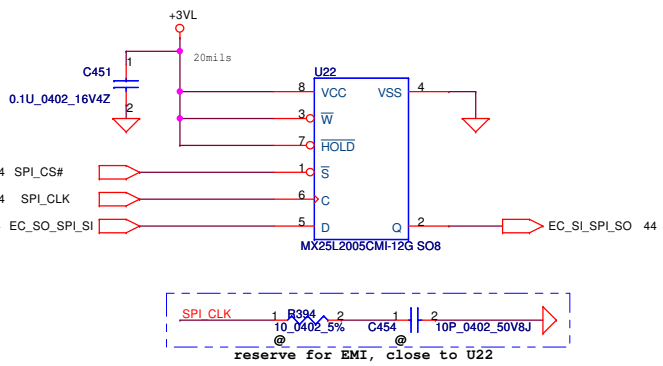 +3VL
20mils
C451
1
0.1U_0402_16V4Z
2
U22
8 VCC VSS 4
3 W
7 HOLD
4 SPI_CS# 1 S
4 SPI_CLK 6 C
EC_SO_SPI_SI 5 D Q 2 EC_SI_SPI_SO 44
MX25L2005CMI-12G SO8
SPI_CLK 1 R394 2 1 2
10_0402_5% C454 10P_0402_50V8J
@ @
reserve for EMI, close to U22